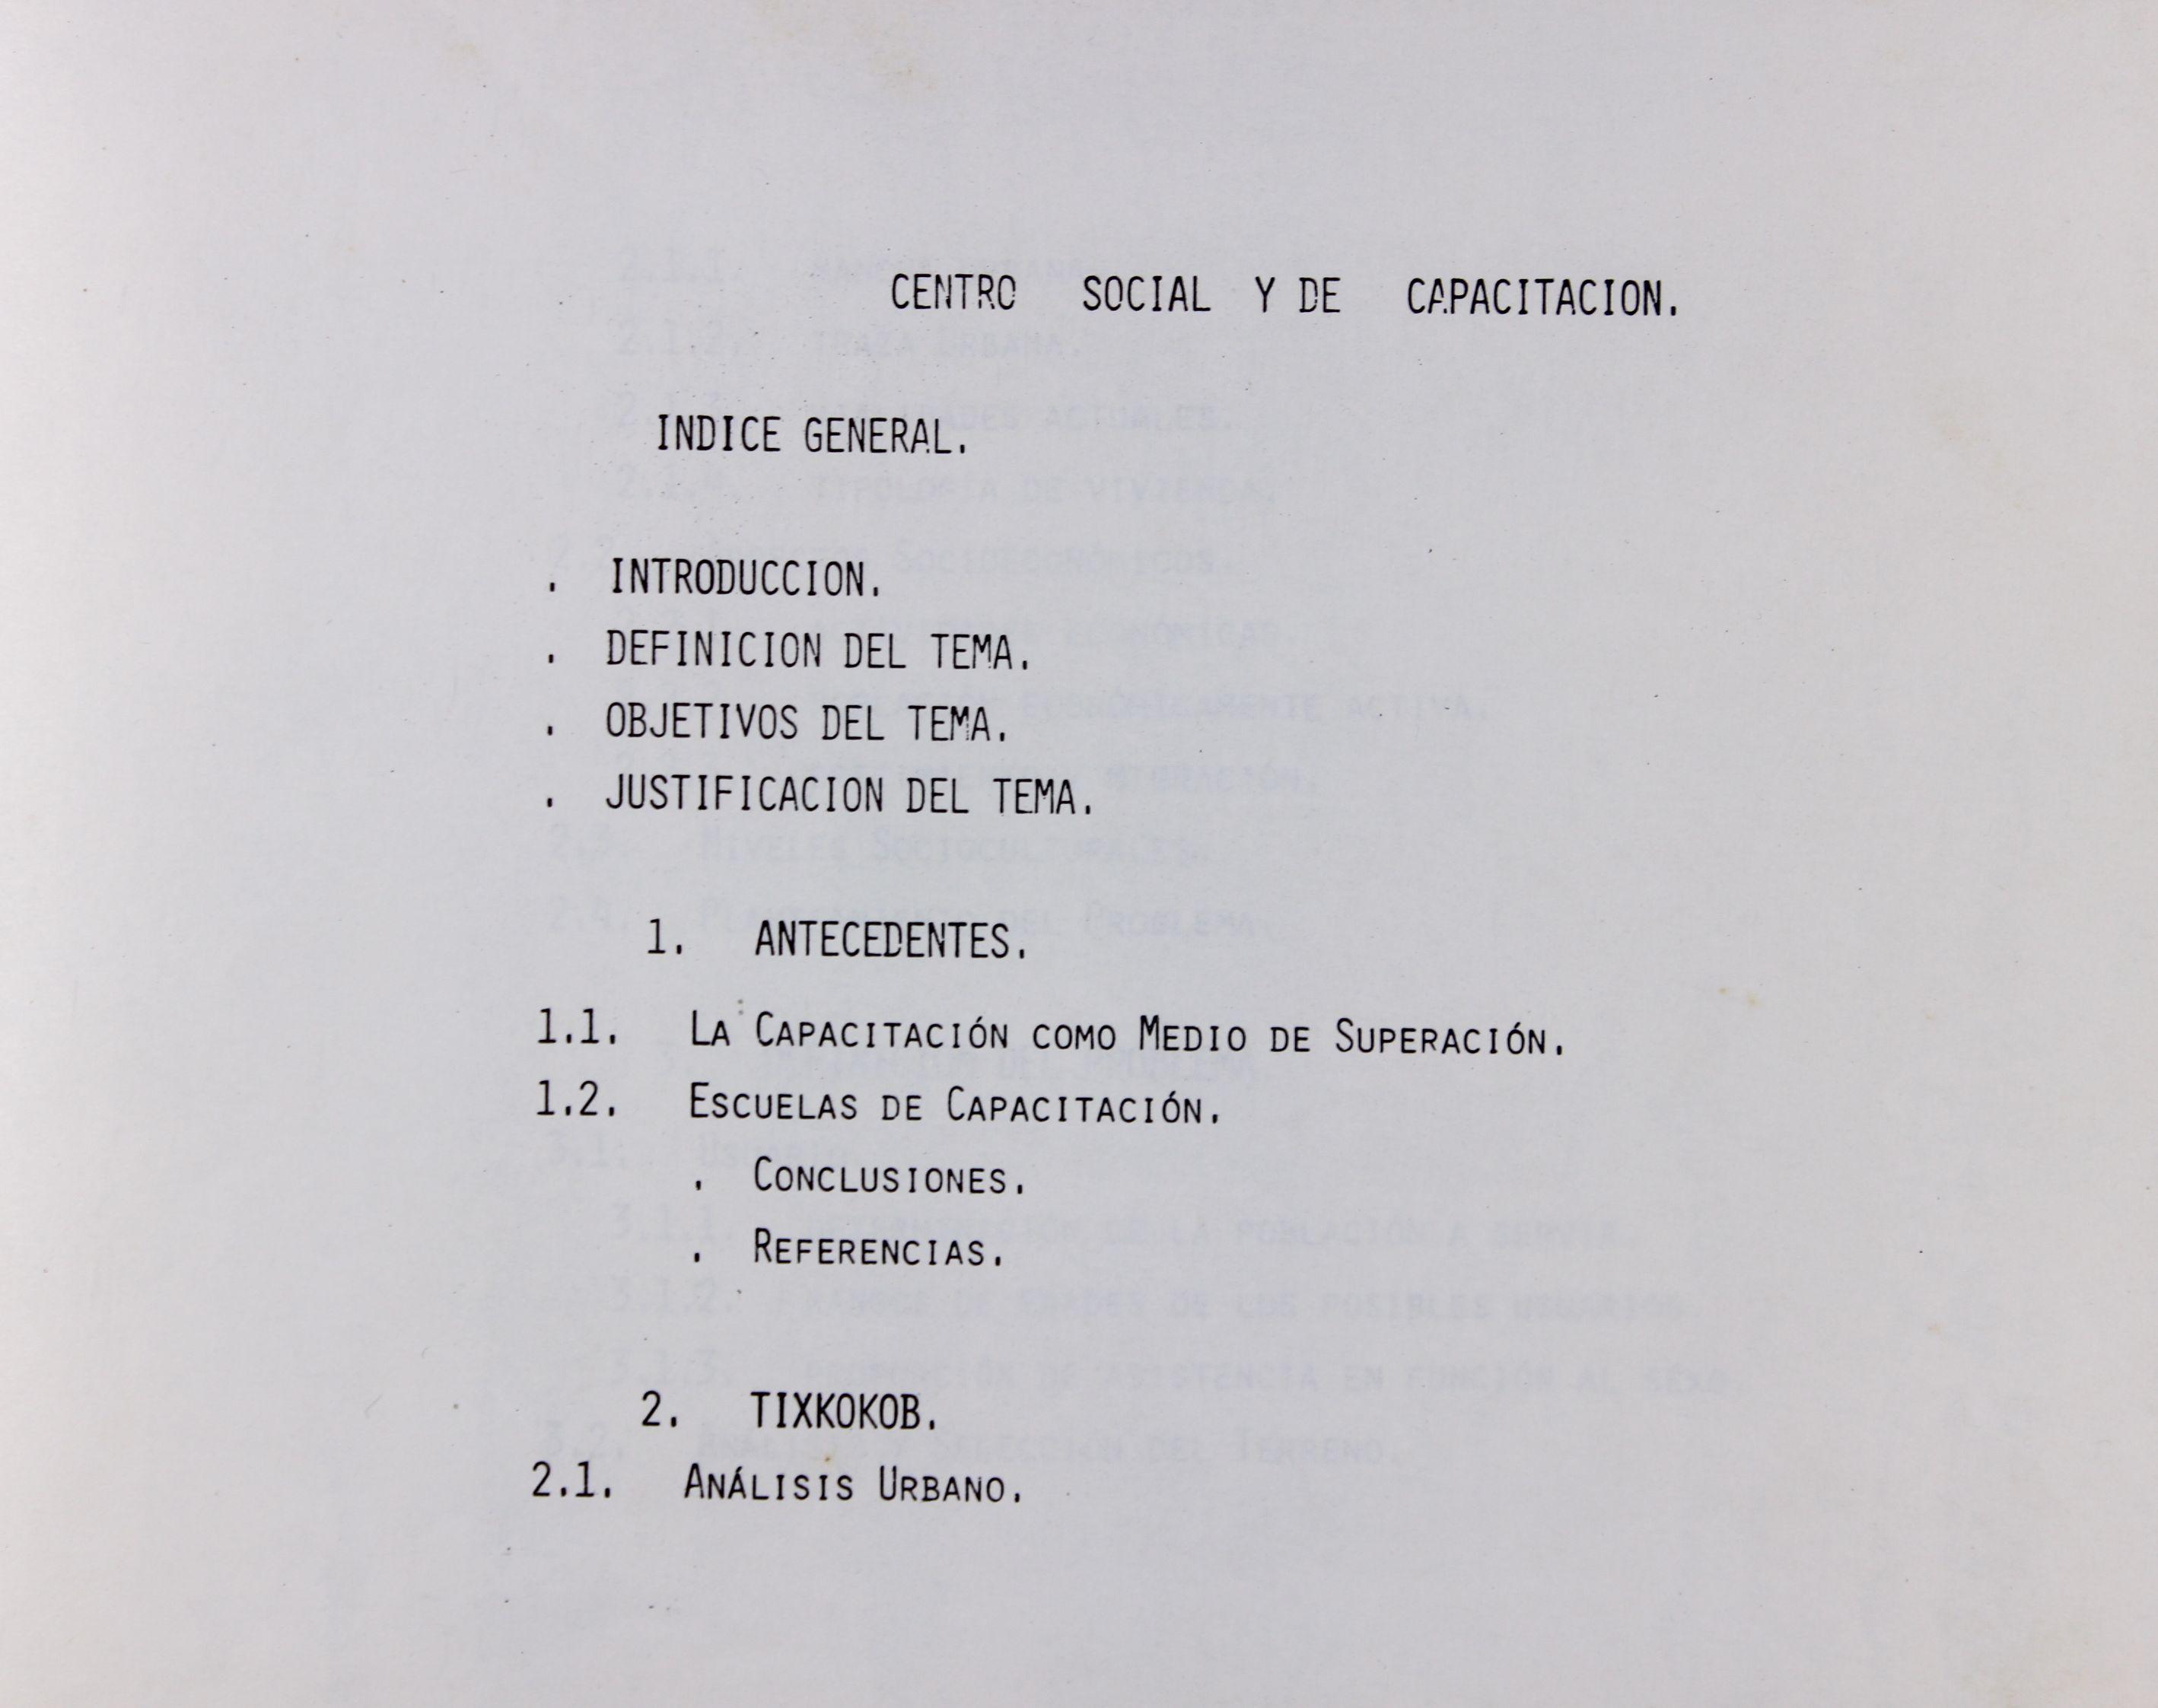 CENTRO SOCIAL Y DE CAPACITACION.
INDICE GENERAL.
. INTRODUCCION.
. DEFINICION DEL TEMA.
. OBJETIVOS DEL TEMA.
. JUSTIFICACION DEL TEMA.
1. ANTECEDENTES.
1.1. LA CAPACITACIÓN COMO MEDIO DE SUPERACIÓN.
1.2. ESCUELAS DE CAPACITACIÓN.
. CONCLUSIONES.
. REFERENCIAS.
2. TIXKOKOB.
2.1. ANÁLISIS URBANO.